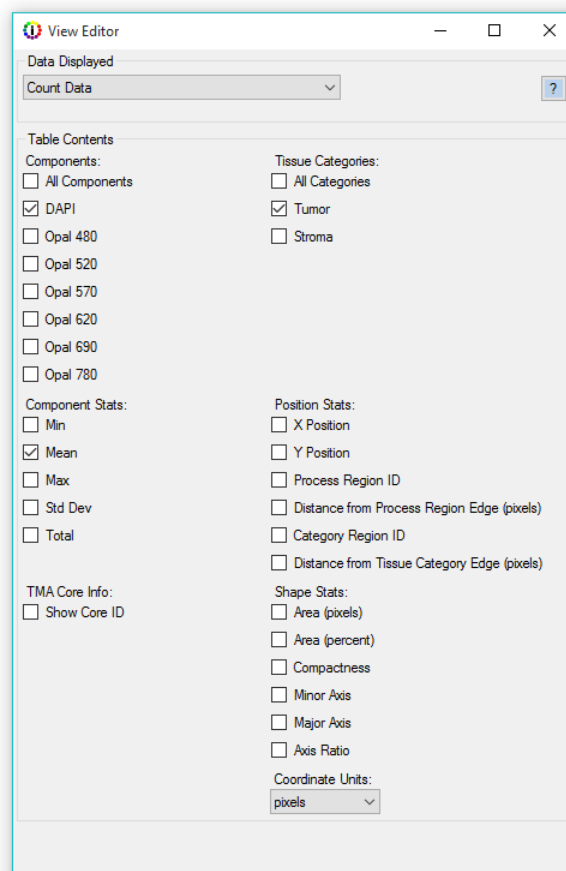 View Editor
Data Displayed
Count Data
?
Table Contents
Components:
All Components
DAPI
Opal 480
Opal 520
Opal 570
Opal 620
Opal 690
Opal 780
Tissue Categories:
All Categories
Tumor
Stroma
Component Stats:
Min
Mean
Max
Std Dev
Total
Position Stats:
X Position
Y Position
Process Region ID
Distance from Process Region Edge (pixels)
Category Region ID
Distance from Tissue Category Edge (pixels)
TMA Core Info:
Show Core ID
Shape Stats:
Area (pixels)
Area (percent)
Compactness
Minor Axis
Major Axis
Axis Ratio
Coordinate Units:
pixels